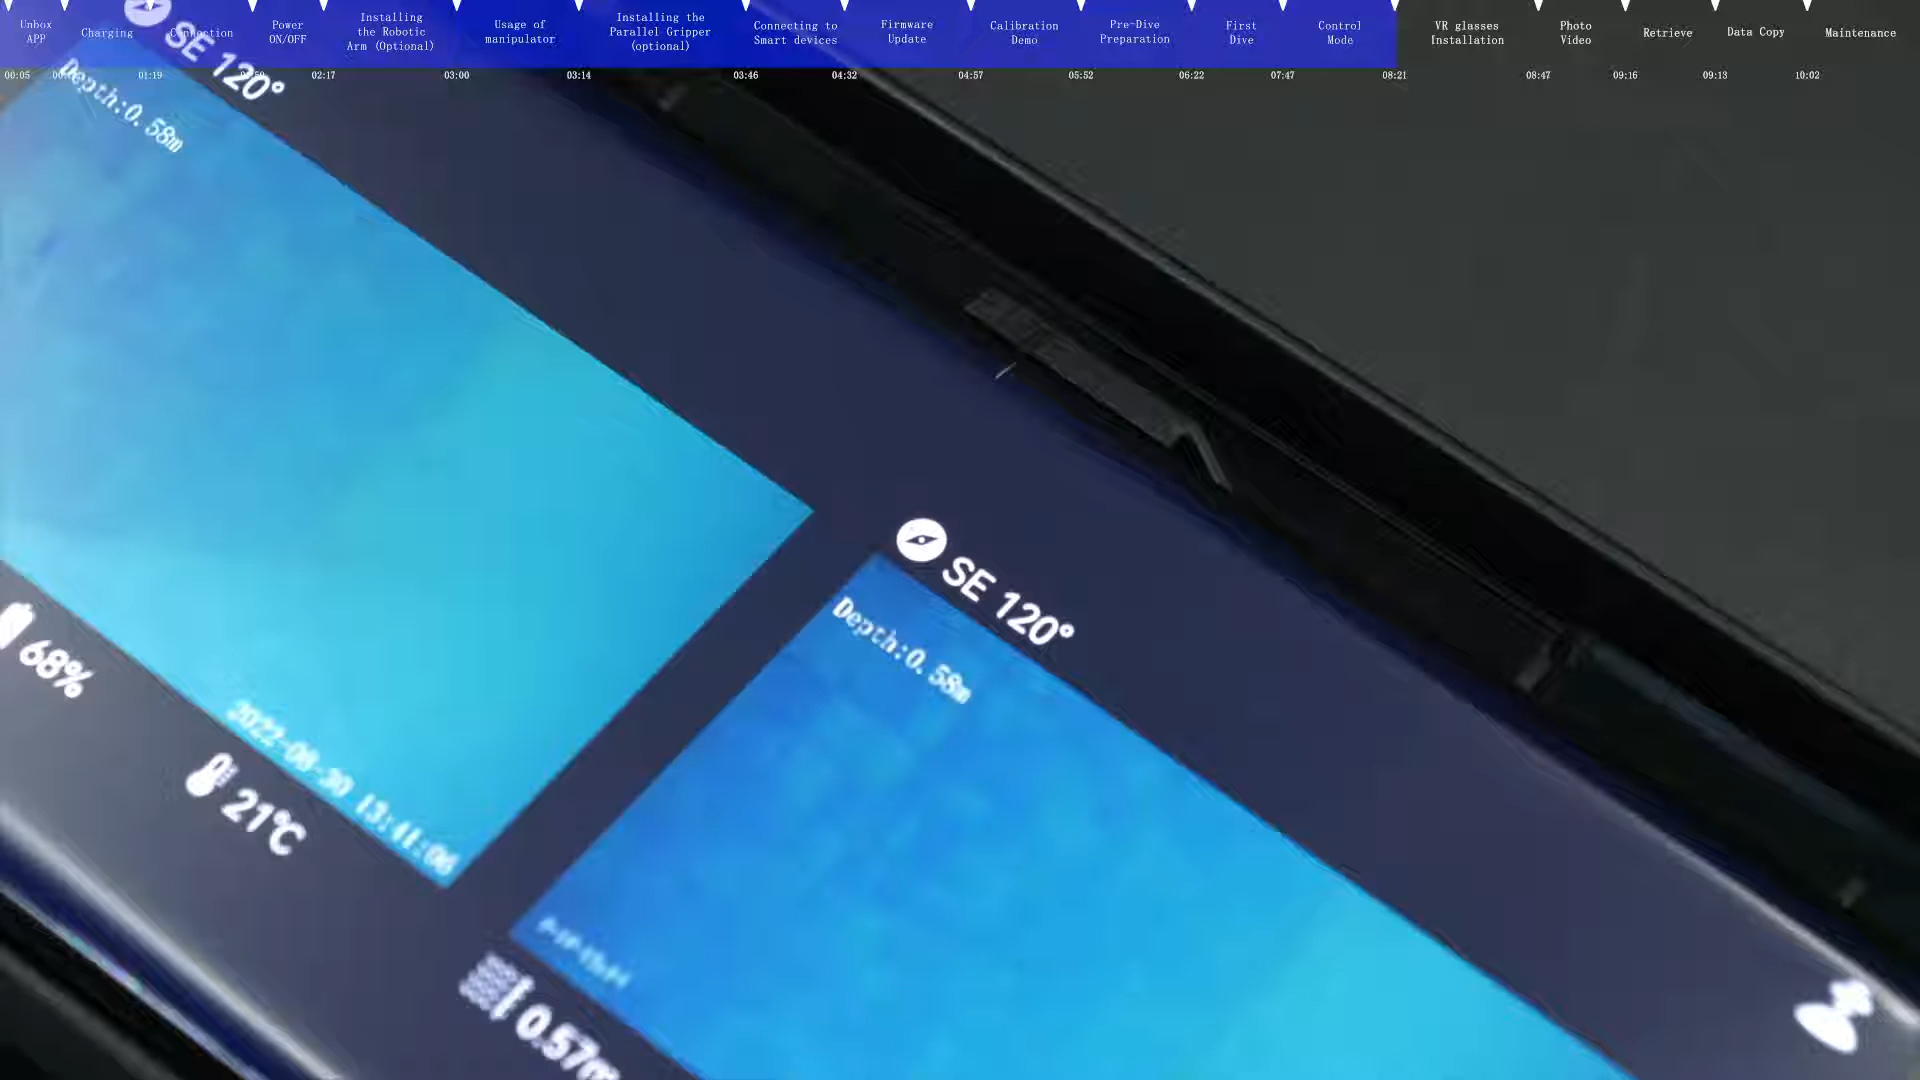 Unbox
APP
Charging
Connection
Power
ON/OFF
Installing
the Robotic
Arm (Optional)
Usage of
manipulator
Installing the
Parallel Gripper
(optional)
Connecting to
Smart devices
Firmware
Update
Calibration
Demo
Pre-Dive
Preparation
First
Dive
Control
Mode
VR glasses
Installation
Photo
Video
Retrieve
Data Copy
Maintenance
00:05
01:19
02:17
03:00
03:14
03:46
04:32
04:57
05:52
06:22
07:47
08:21
08:47
09:16
09:13
10:02
SE 120°
Depth:0.58m
68%
2022-08-30 13:41:06
21℃
SE 120°
Depth:0.58m
0.57m